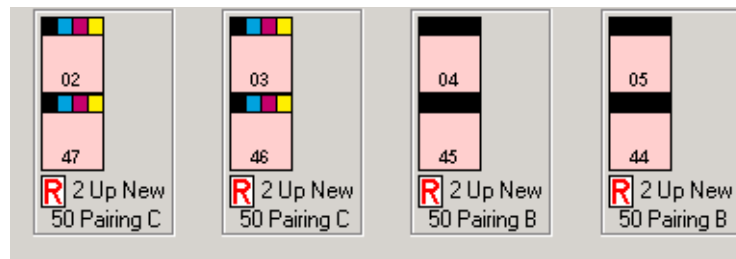 02
47
R 2 Up New
50 Pairing C
03
46
R 2 Up New
50 Pairing C
04
45
R 2 Up New
50 Pairing B
05
44
R 2 Up New
50 Pairing B